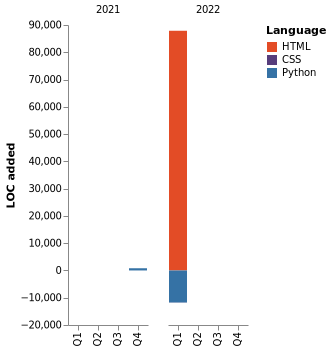 2021 2022
Language
HTML
CSS
Python
LOC added
90,000
80,000
70,000
60,000
50,000
40,000
30,000
20,000
10,000
0
−10,000
−20,000
Q1 Q2 Q3 Q4 Q1 Q2 Q3 Q4